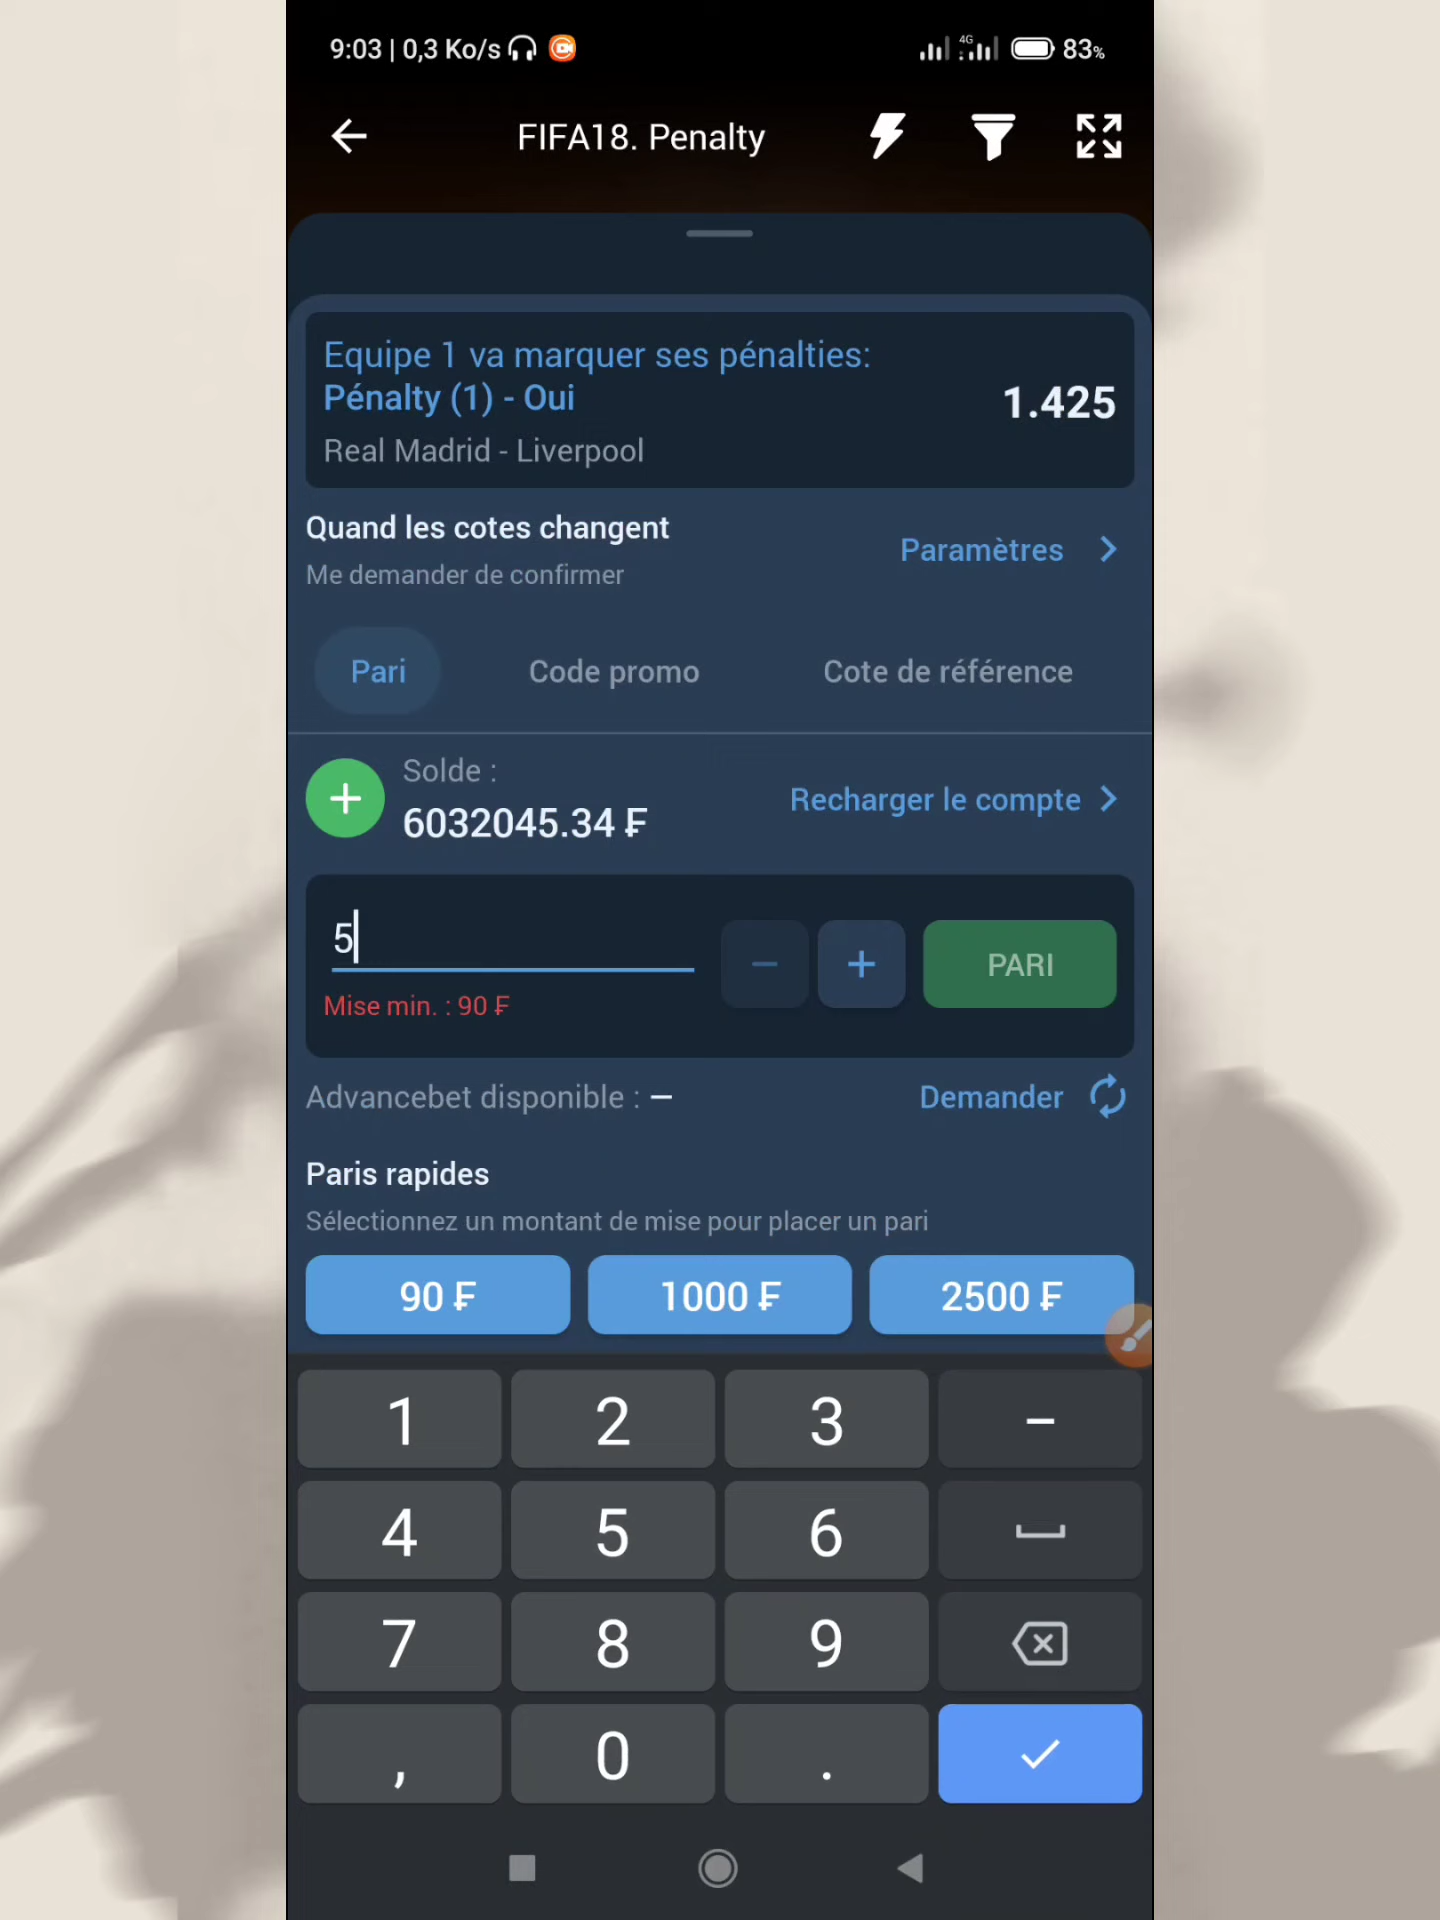 9:03 | 0,3 Ko/s 4G 83%
FIFA18. Penalty
Equipe 1 va marquer ses pénalties:
Pénalty (1) - Oui
1.425
Real Madrid - Liverpool
Quand les cotes changent
Me demander de confirmer
Paramètres
Pari Code promo Cote de référence
Solde :
6032045.34 ₣
Recharger le compte
5
PARI
Mise min. : 90 ₣
Advancebet disponible : –
Demander
Paris rapides
Sélectionnez un montant de mise pour placer un pari
90 ₣ 1000 ₣ 2500 ₣
1 2 3 –
4 5 6
7 8 9
, 0 .